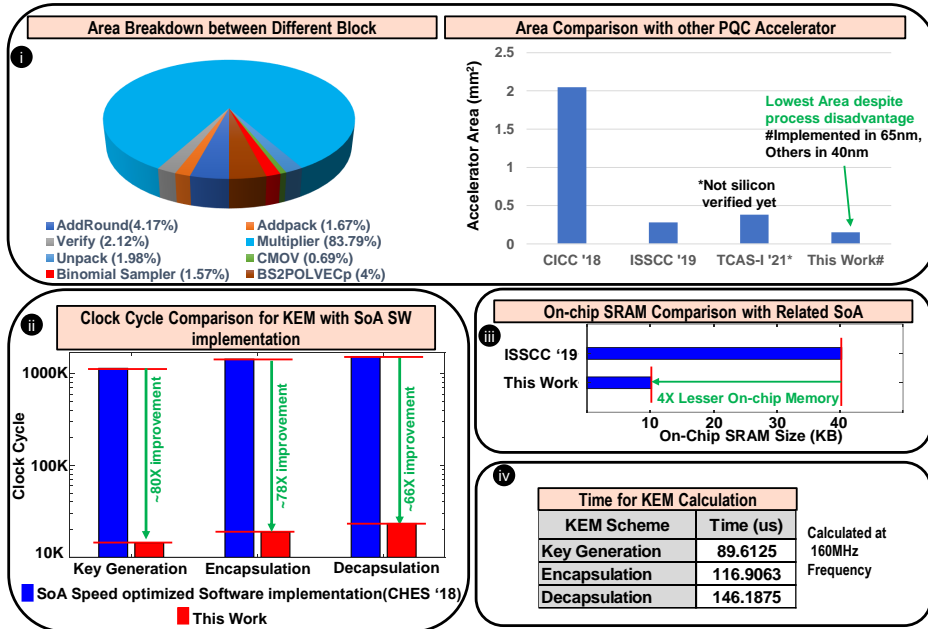 Area Breakdown between Different Block
i
AddRound(4.17%)
Addpack (1.67%)
Verify (2.12%)
Multiplier (83.79%)
Unpack (1.98%)
CMOV (0.69%)
Binomial Sampler (1.57%)
BS2POLVECp (4%)
Area Comparison with other PQC Accelerator
Accelerator Area (mm²)
2.5
2
1.5
1
0.5
0
Lowest Area despite
process disadvantage
#Implemented in 65nm,
Others in 40nm
*Not silicon
verified yet
CICC '18
ISSCC '19
TCAS-I '21*
This Work#
ii
Clock Cycle Comparison for KEM with SoA SW
implementation
Clock Cycle
1000K
100K
10K
~80X improvement
~78X improvement
~66X improvement
Key Generation
Encapsulation
Decapsulation
SoA Speed optimized Software implementation(CHES ‘18)
This Work
On-chip SRAM Comparison with Related SoA
iii
ISSCC ‘19
This Work
4X Lesser On-chip Memory
10
20
30
40
On-Chip SRAM Size (KB)
iv
Time for KEM Calculation
KEM Scheme
Time (us)
Key Generation
89.6125
Encapsulation
116.9063
Decapsulation
146.1875
Calculated at
160MHz
Frequency